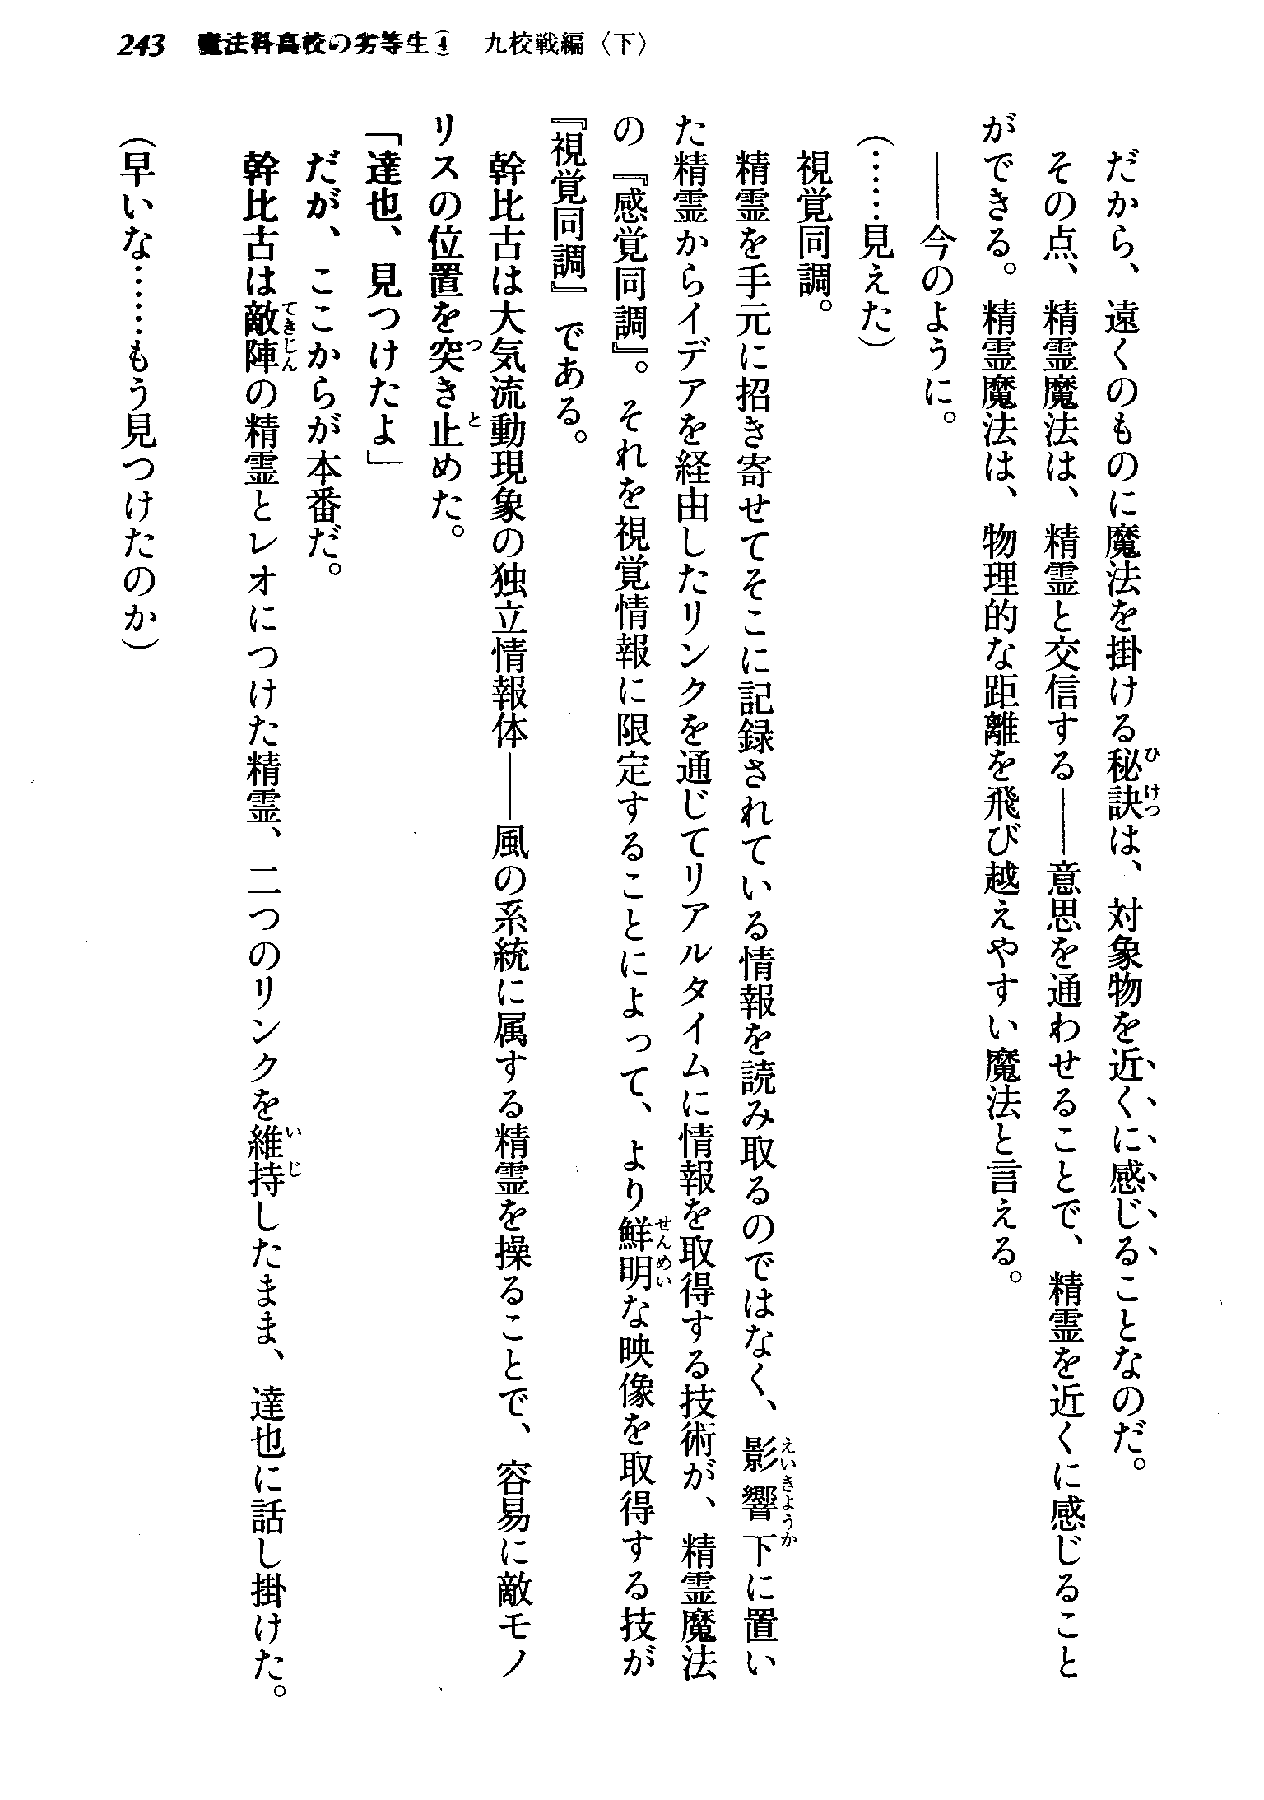 243 魔法科高校の劣等生④ 九校戦編〈下〉
だから、遠くのものに魔法を掛ける秘訣は、対象物を近くに感じることなのだ。
その点、精霊魔法は、精霊と交信する――意思を通わせることで、精霊を近くに感じること
ができる。精霊魔法は、物理的な距離を飛び越えやすい魔法と言える。
――今のように。
(……見えた)
視覚同調。
精霊を手元に招き寄せてそこに記録されている情報を読み取るのではなく、影響下に置い
た精霊からイデアを経由したリンクを通じてリアルタイムに情報を取得する技術が、精霊魔法
の『感覚同調』。それを視覚情報に限定することによって、より鮮明な映像を取得する技が
『視覚同調』である。
幹比古は大気流動現象の独立情報体――風の系統に属する精霊を操ることで、容易に敵モノ
リスの位置を突き止めた。
「達也、見つけたよ」
だが、ここからが本番だ。
幹比古は敵陣の精霊とレオにつけた精霊、二つのリンクを維持したまま、達也に話し掛けた。
(早いな……もう見つけたのか)